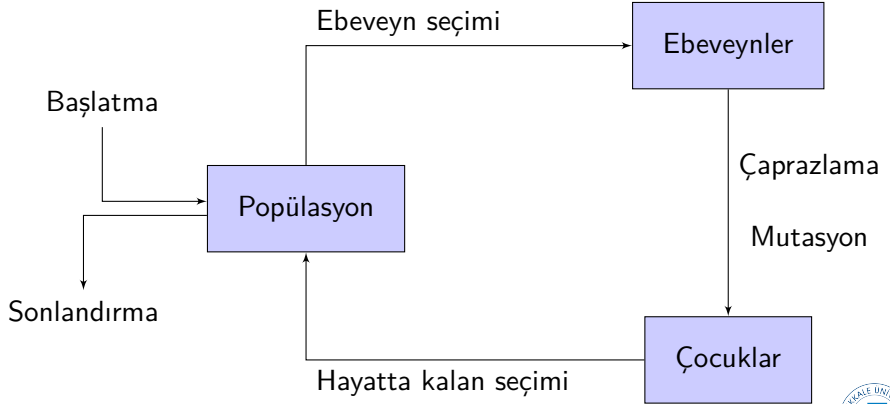 Ebeveyn seçimi
Ebeveynler
Başlatma
Çaprazlama
Popülasyon
Mutasyon
Sonlandırma
Çocuklar
Hayatta kalan seçimi